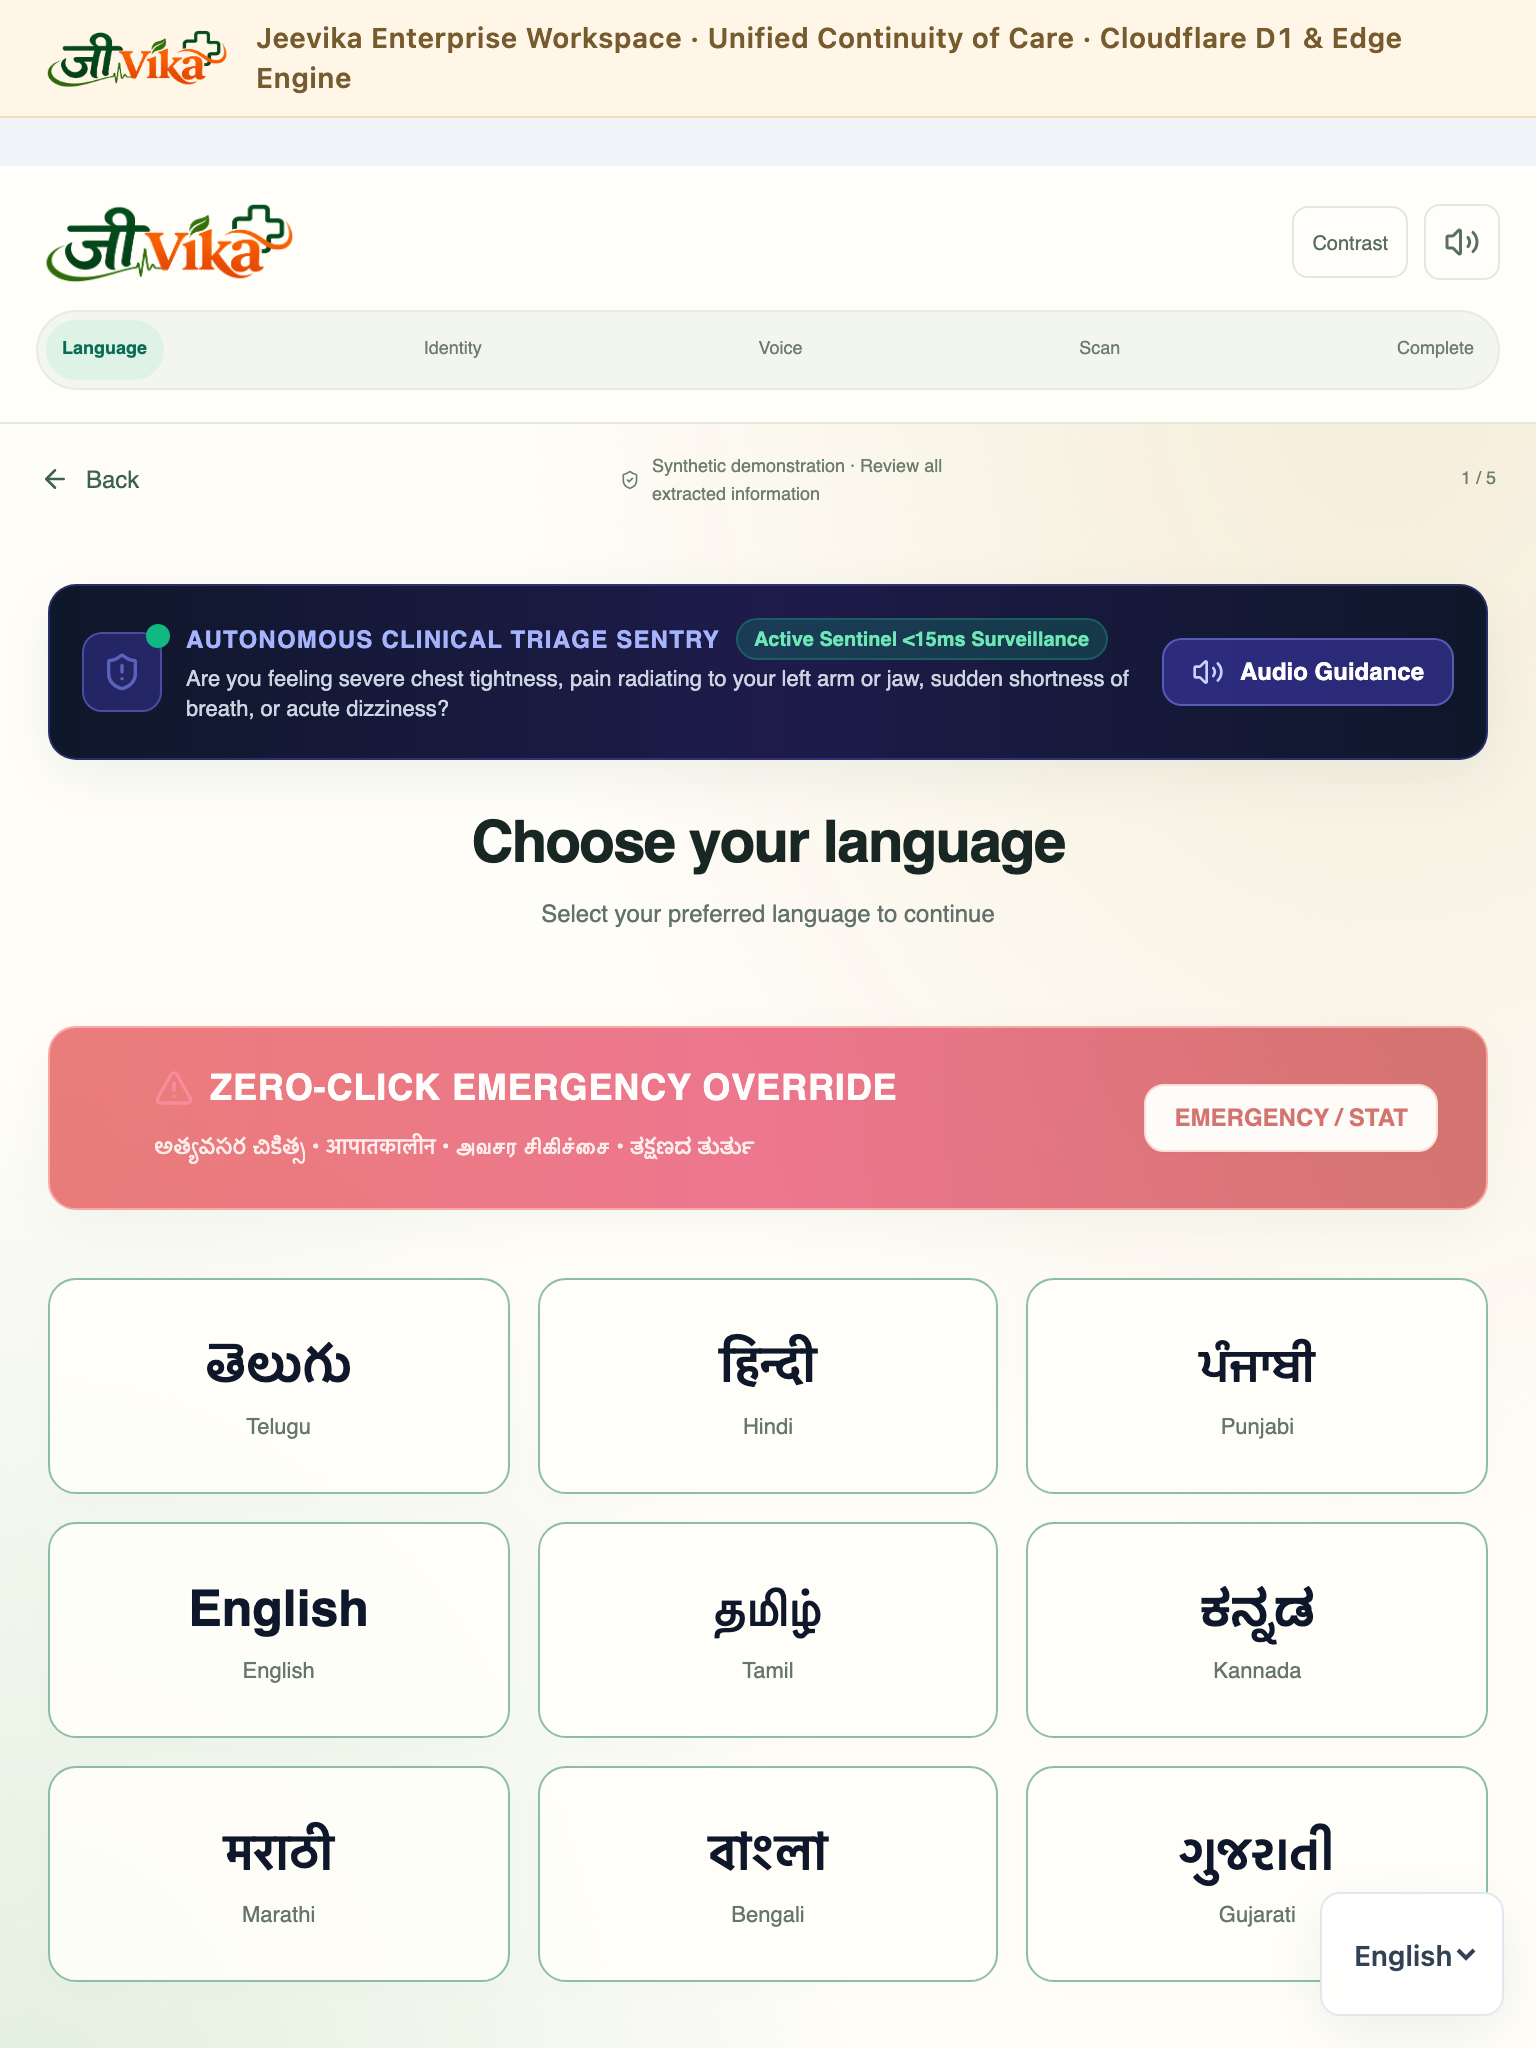 जीvika
Jeevika Enterprise Workspace · Unified Continuity of Care · Cloudflare D1 & Edge
Engine
जीvika
Contrast
Language
Identity
Voice
Scan
Complete
Back
Synthetic demonstration · Review all
extracted information
1 / 5
AUTONOMOUS CLINICAL TRIAGE SENTRY
Active Sentinel <15ms Surveillance
Are you feeling severe chest tightness, pain radiating to your left arm or jaw, sudden shortness of
breath, or acute dizziness?
Audio Guidance
Choose your language
Select your preferred language to continue
ZERO-CLICK EMERGENCY OVERRIDE
అత్యవసర చికిత్స • आपातकालीन • அவசர சிகிச்சை • ತಕ್ಷಣದ ತುರ್ತು
EMERGENCY / STAT
తెలుగు
Telugu
हिन्दी
Hindi
ਪੰਜਾਬੀ
Punjabi
English
English
தமிழ்
Tamil
ಕನ್ನಡ
Kannada
मराठी
Marathi
বাংলা
Bengali
ગુજરાતી
Gujarati
English